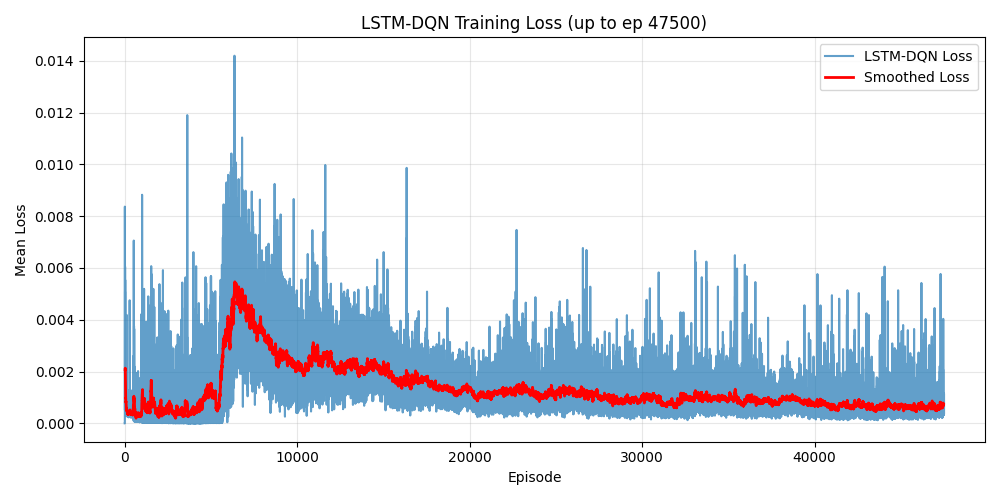 LSTM-DQN Training Loss (up to ep 47500)
LSTM-DQN Loss
Smoothed Loss
Mean Loss
0.014
0.012
0.010
0.008
0.006
0.004
0.002
0.000
0 10000 20000 30000 40000
Episode